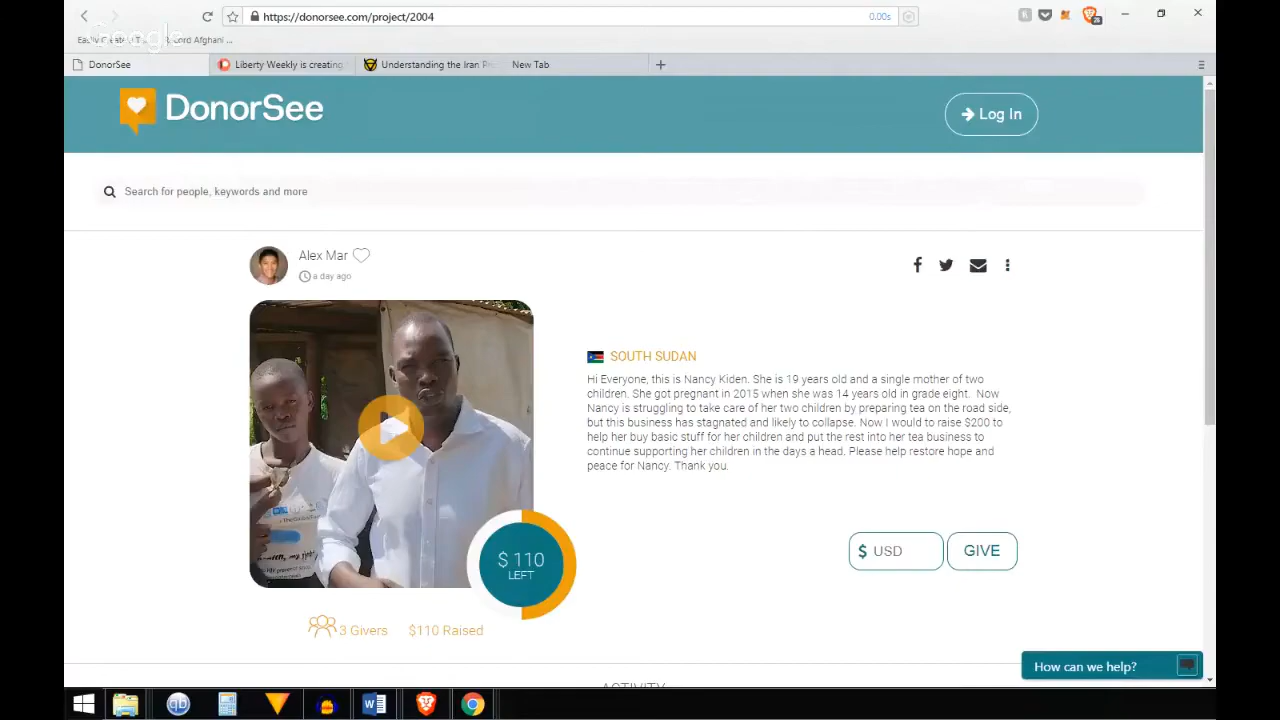 https://donorsee.com/project/2004
0.00s
Google
DonorSee
Liberty Weekly is creating
Understanding the Iran Pr
New Tab
DonorSee
Log In
Search for people, keywords and more
Alex Mar
a day ago
SOUTH SUDAN
Hi Everyone, this is Nancy Kiden. She is 19 years old and a single mother of two
children. She got pregnant in 2015 when she was 14 years old in grade eight. Now
Nancy is struggling to take care of her two children by preparing tea on the road side,
but this business has stagnated and likely to collapse. Now I would to raise $200 to
help her buy basic stuff for her children and put the rest into her tea business to
continue supporting her children in the days a head. Please help restore hope and
peace for Nancy. Thank you.
$ USD
GIVE
$ 110
LEFT
3 Givers
$110 Raised
How can we help?
ACTIVITY